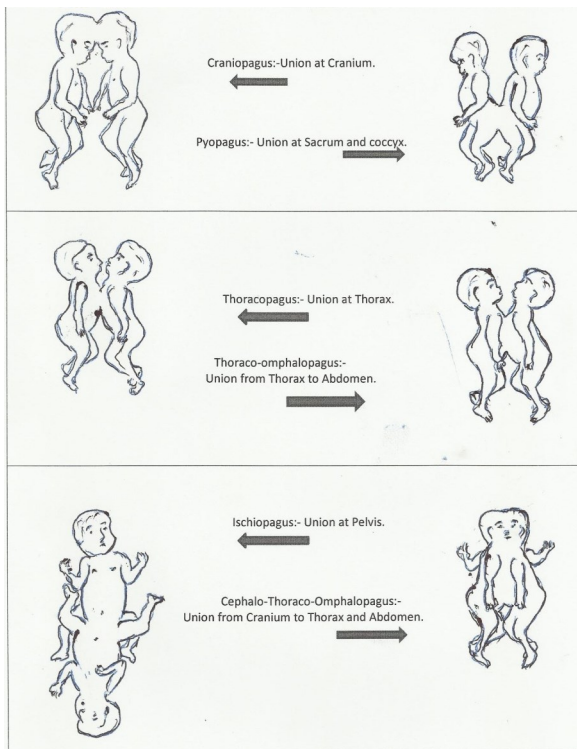 Craniopagus:-Union at Cranium.
Pyopagus:- Union at Sacrum and coccyx.
Thoracopagus:- Union at Thorax.
Thoraco-omphalopagus:-
Union from Thorax to Abdomen.
Ischiopagus:- Union at Pelvis.
Cephalo-Thoraco-Omphalopagus:-
Union from Cranium to Thorax and Abdomen.